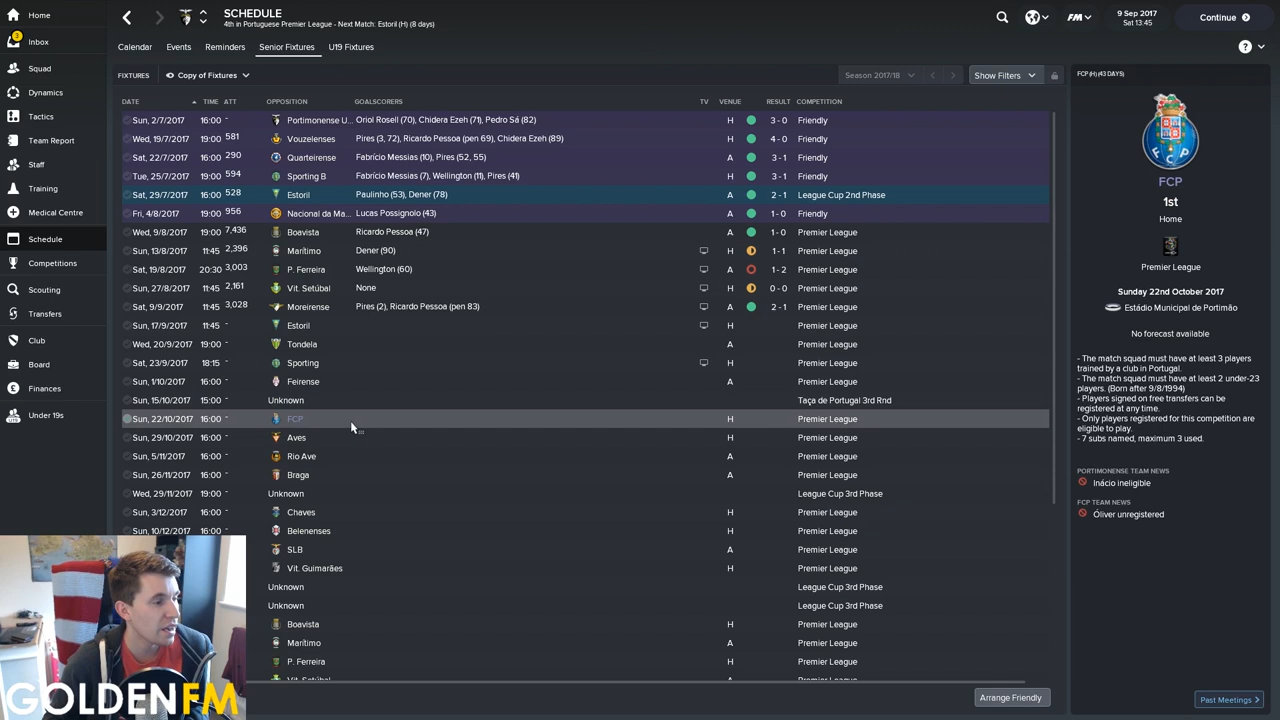 Home
SCHEDULE
4th in Portuguese Premier League - Next Match: Estoril (H) (8 days)
FM
9 Sep 2017
Sat 13:45
Continue
3
Inbox
Calendar
Events
Reminders
Senior Fixtures
U19 Fixtures
?
Squad
FIXTURES
Copy of Fixtures
Season 2017/18
Show Filters
FCP (H) (43 DAYS)
Dynamics
Tactics
Team Report
Staff
Training
Medical Centre
Schedule
Competitions
Scouting
Transfers
Club
Board
Finances
Under 19s
DATE TIME ATT OPPOSITION GOALSCORERS TV VENUE RESULT COMPETITION
Sun, 2/7/2017 16:00 - Portimonense U... Oriol Rosell (70), Chidera Ezeh (71), Pedro Sá (82) H 3 - 0 Friendly
Wed, 19/7/2017 19:00 581 Vouzelenses Pires (3, 72), Ricardo Pessoa (pen 69), Chidera Ezeh (89) H 4 - 0 Friendly
Sat, 22/7/2017 16:00 290 Quarteirense Fabrício Messias (10), Pires (52, 55) A 3 - 1 Friendly
Tue, 25/7/2017 19:00 594 Sporting B Fabrício Messias (7), Wellington (11), Pires (41) H 3 - 1 Friendly
Sat, 29/7/2017 16:00 528 Estoril Paulinho (53), Dener (78) A 2 - 1 League Cup 2nd Phase
Fri, 4/8/2017 19:00 956 Nacional da Ma... Lucas Possignolo (43) A 1 - 0 Friendly
Wed, 9/8/2017 19:00 7,436 Boavista Ricardo Pessoa (47) A 1 - 0 Premier League
Sun, 13/8/2017 11:45 2,396 Marítimo Dener (90) H 1 - 1 Premier League
Sat, 19/8/2017 20:30 3,003 P. Ferreira Wellington (60) A 1 - 2 Premier League
Sun, 27/8/2017 11:45 2,161 Vit. Setúbal None H 0 - 0 Premier League
Sat, 9/9/2017 11:45 3,028 Moreirense Pires (2), Ricardo Pessoa (pen 83) A 2 - 1 Premier League
Sun, 17/9/2017 11:45 - Estoril H Premier League
Wed, 20/9/2017 19:00 - Tondela A Premier League
Sat, 23/9/2017 18:15 - Sporting H Premier League
Sun, 1/10/2017 16:00 - Feirense A Premier League
Sun, 15/10/2017 15:00 - Unknown Taça de Portugal 3rd Rnd
Sun, 22/10/2017 16:00 - FCP H Premier League
Sun, 29/10/2017 16:00 - Aves H Premier League
Sun, 5/11/2017 16:00 - Rio Ave A Premier League
Sun, 26/11/2017 16:00 - Braga A Premier League
Wed, 29/11/2017 19:00 - Unknown League Cup 3rd Phase
Sun, 3/12/2017 16:00 - Chaves H Premier League
Sun, 10/12/2017 16:00 - Belenenses H Premier League
SLB A Premier League
Vit. Guimarães H Premier League
Unknown League Cup 3rd Phase
Unknown League Cup 3rd Phase
Boavista H Premier League
Marítimo A Premier League
P. Ferreira H Premier League
Vit. Setúbal A Premier League
FCP
FCP
1st
Home
Premier League
Sunday 22nd October 2017
Estádio Municipal de Portimão
No forecast available
- The match squad must have at least 3 players
trained by a club in Portugal.
- The match squad must have at least 2 under-23
players. (Born after 9/8/1994)
- Players signed on free transfers can be
registered at any time.
- Only players registered for this competition are
eligible to play.
- 7 subs named, maximum 3 used.
PORTIMONENSE TEAM NEWS
Inácio ineligible
FCP TEAM NEWS
Óliver unregistered
GOLDENFM
Arrange Friendly
Past Meetings